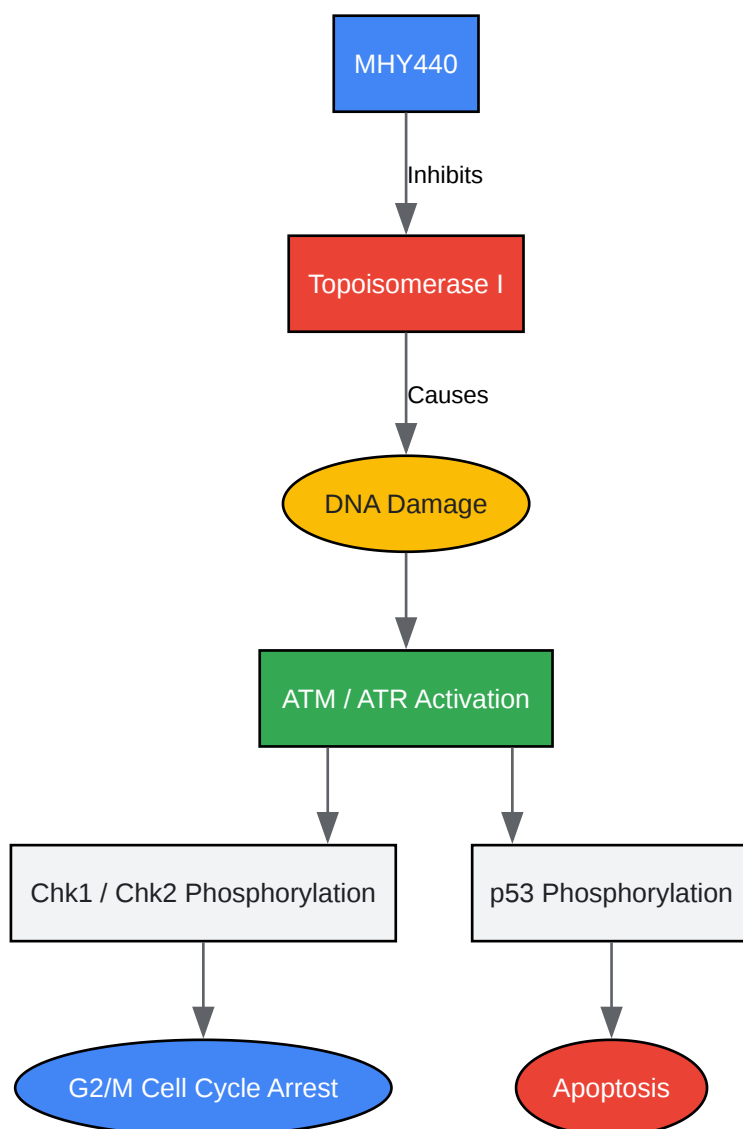 MHY440
Inhibits
Topoisomerase I
Causes
DNA Damage
ATM / ATR Activation
Chk1 / Chk2 Phosphorylation
p53 Phosphorylation
G2/M Cell Cycle Arrest
Apoptosis